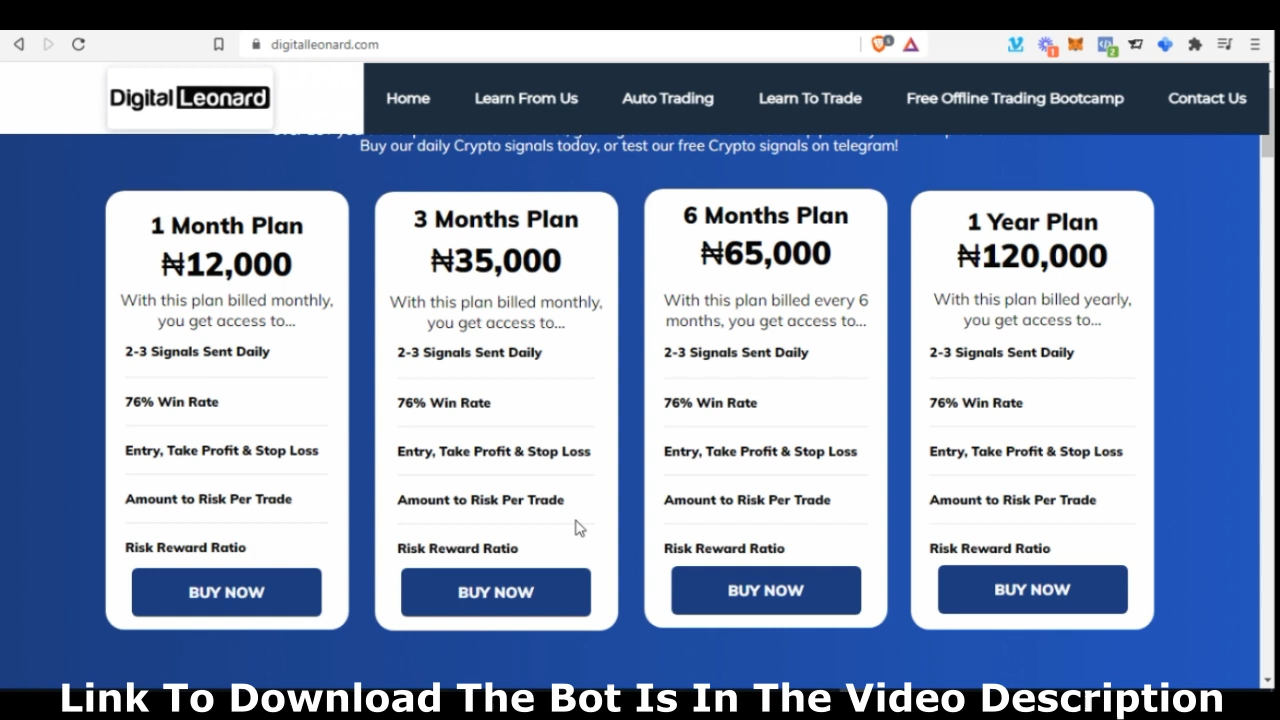 digitalleonard.com
Digital Leonard
Home
Learn From Us
Auto Trading
Learn To Trade
Free Offline Trading Bootcamp
Contact Us
Buy our daily Crypto signals today, or test our free Crypto signals on telegram!
1 Month Plan
₦12,000
With this plan billed monthly,
you get access to...
2-3 Signals Sent Daily
76% Win Rate
Entry, Take Profit & Stop Loss
Amount to Risk Per Trade
Risk Reward Ratio
BUY NOW
3 Months Plan
₦35,000
With this plan billed monthly,
you get access to...
2-3 Signals Sent Daily
76% Win Rate
Entry, Take Profit & Stop Loss
Amount to Risk Per Trade
Risk Reward Ratio
BUY NOW
6 Months Plan
₦65,000
With this plan billed every 6
months, you get access to...
2-3 Signals Sent Daily
76% Win Rate
Entry, Take Profit & Stop Loss
Amount to Risk Per Trade
Risk Reward Ratio
BUY NOW
1 Year Plan
₦120,000
With this plan billed yearly,
you get access to...
2-3 Signals Sent Daily
76% Win Rate
Entry, Take Profit & Stop Loss
Amount to Risk Per Trade
Risk Reward Ratio
BUY NOW
Link To Download The Bot Is In The Video Description